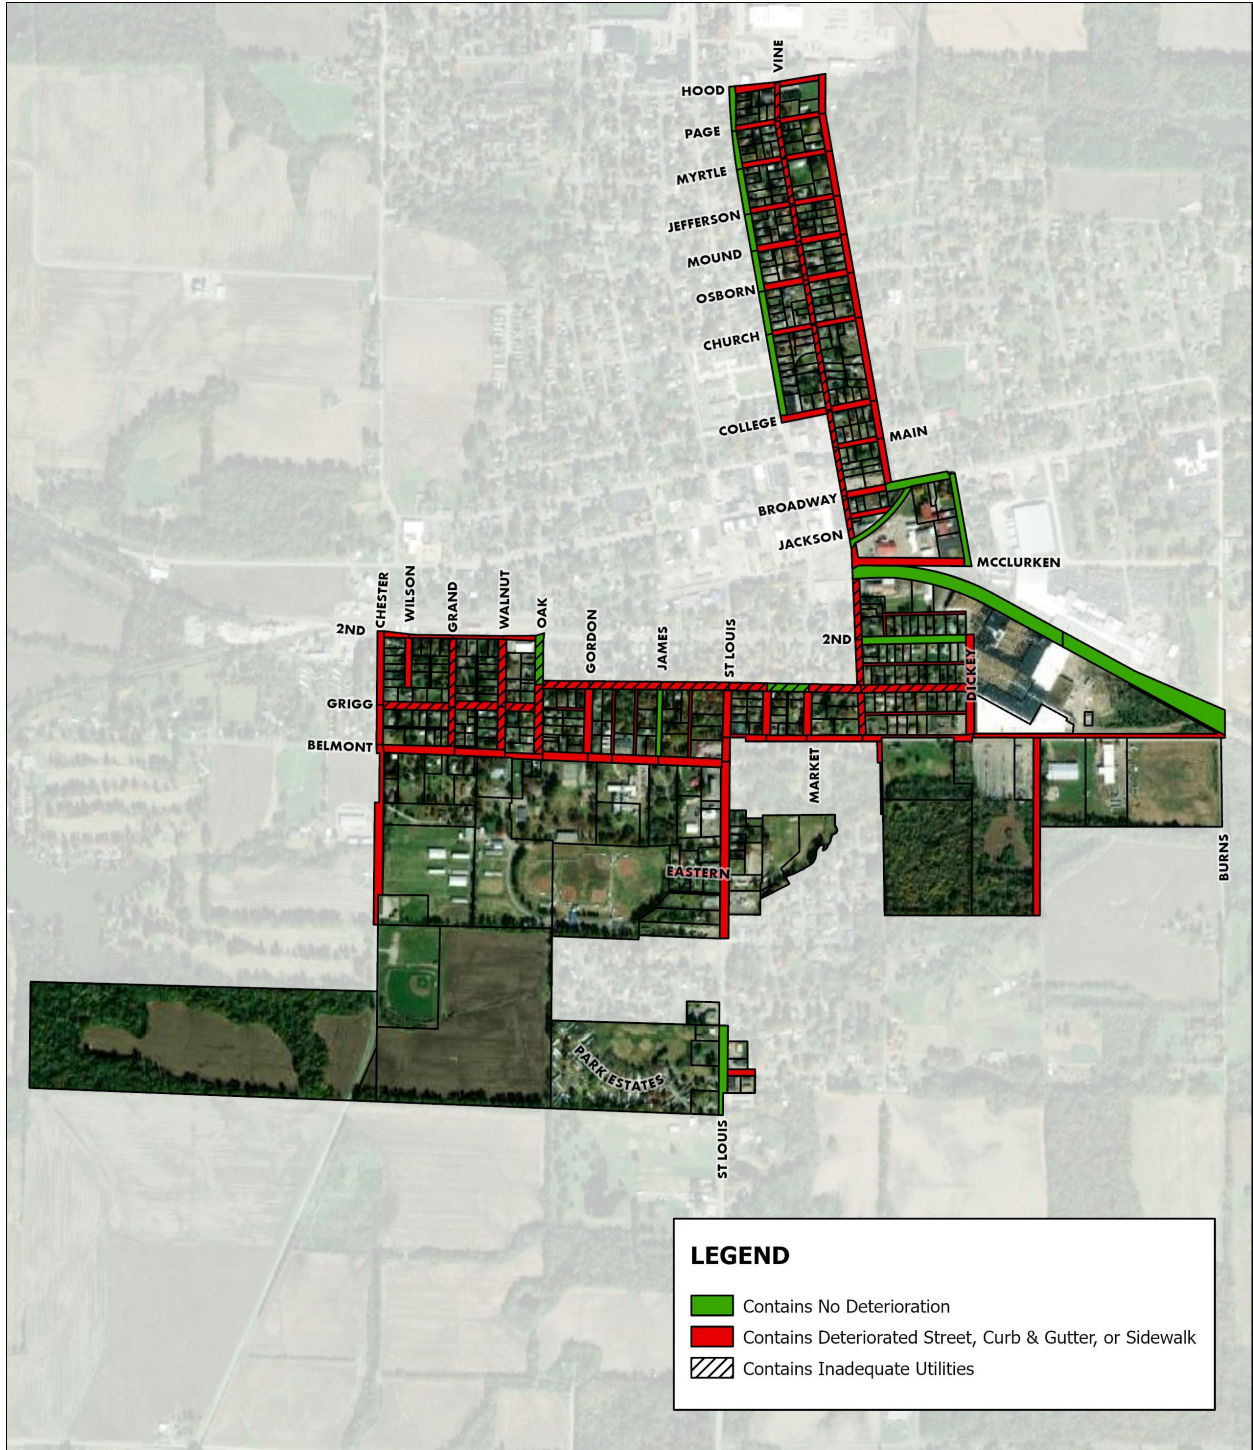 VINE
HOOD
PAGE
MYRTLE
JEFFERSON
MOUND
OSBORN
CHURCH
COLLEGE
MAIN
BROADWAY
JACKSON
MCCLURKEN
CHESTER
WILSON
GRAND
WALNUT
OAK
GORDON
JAMES
ST LOUIS
2ND
2ND
DICKEY
GRIGG
BELMONT
MARKET
EASTERN
BURNS
PARK ESTATES
ST LOUIS
LEGEND
Contains No Deterioration
Contains Deteriorated Street, Curb & Gutter, or Sidewalk
Contains Inadequate Utilities